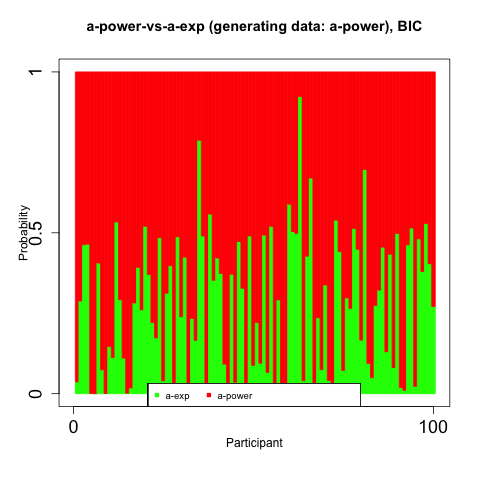 a-power-vs-a-exp (generating data: a-power), BIC
1
0.5
0
Probability
a-exp a-power
0 100
Participant